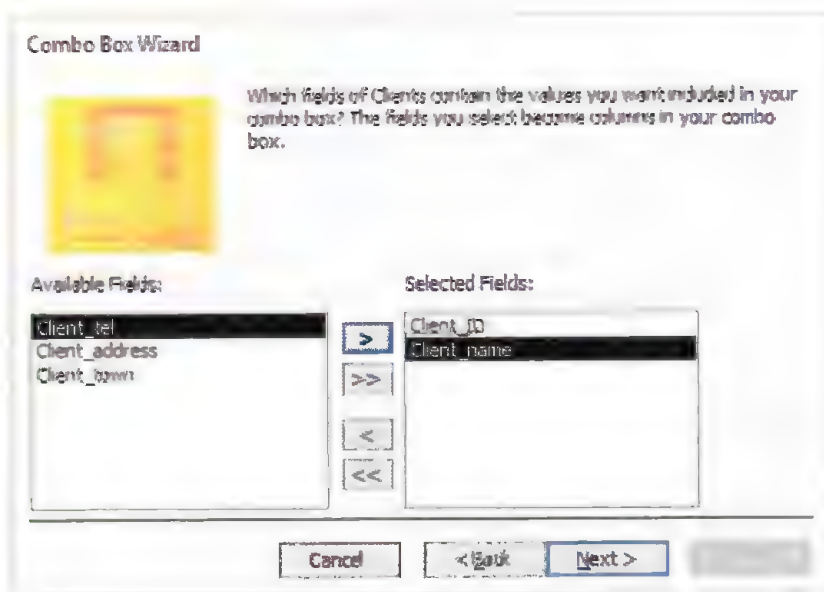 Combo Box Wizard
Which fields of Clients contain the values you want included in your
combo box? The fields you select become columns in your combo
box.
Available Fields:
Selected Fields:
Client_tel
Client_address
Client_town
>
>>
<
<<
Client_ID
Client_name
Cancel
< Back
Next >